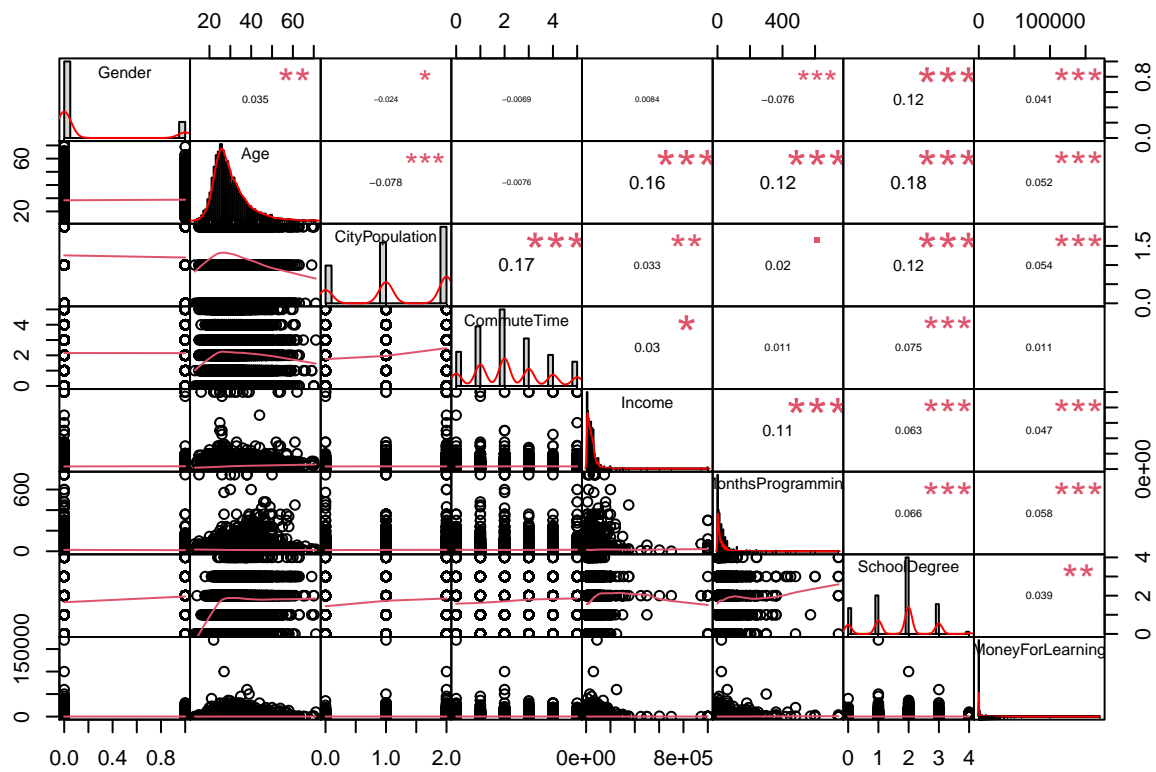 20 40 60 0 2 4 0 400 0 100000
Gender ** * *** *** ***
0.035 −0.024 −0.0069 0.0084 −0.076 0.12 0.041
0.0 0.8
20 60
Age *** *** *** *** ***
−0.078 −0.0076 0.16 0.12 0.18 0.052
CityPopulation *** ** *** ***
0.17 0.033 0.02 0.12 0.054
0.0 1.5
0 2 4
CommuteTime * ***
0.03 0.011 0.075 0.011
Income *** *** ***
0.11 0.063 0.047
0e+00
0 600
MonthsProgramming *** ***
0.066 0.058
SchoolDegree **
0.039
0 2 4
0 150000
MoneyForLearning
0.0 0.4 0.8 0.0 1.0 2.0 0e+00 8e+05 0 1 2 3 4